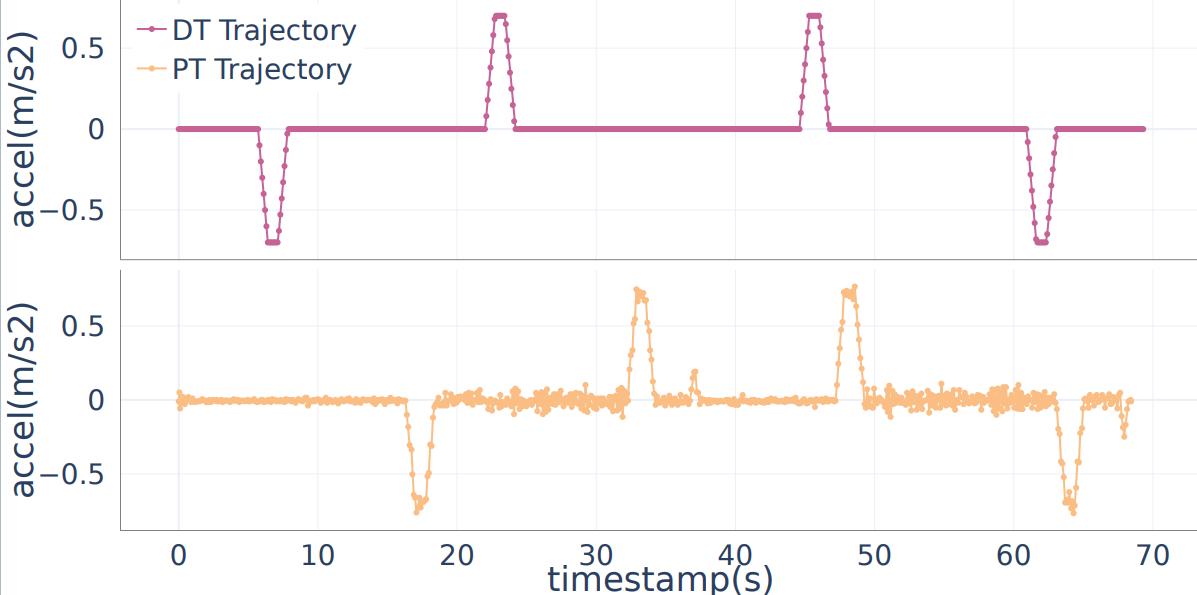 DT Trajectory
PT Trajectory
accel(m/s2)
0.5
0
−0.5
accel(m/s2)
0.5
0
−0.5
0 10 20 30 40 50 60 70
timestamp(s)